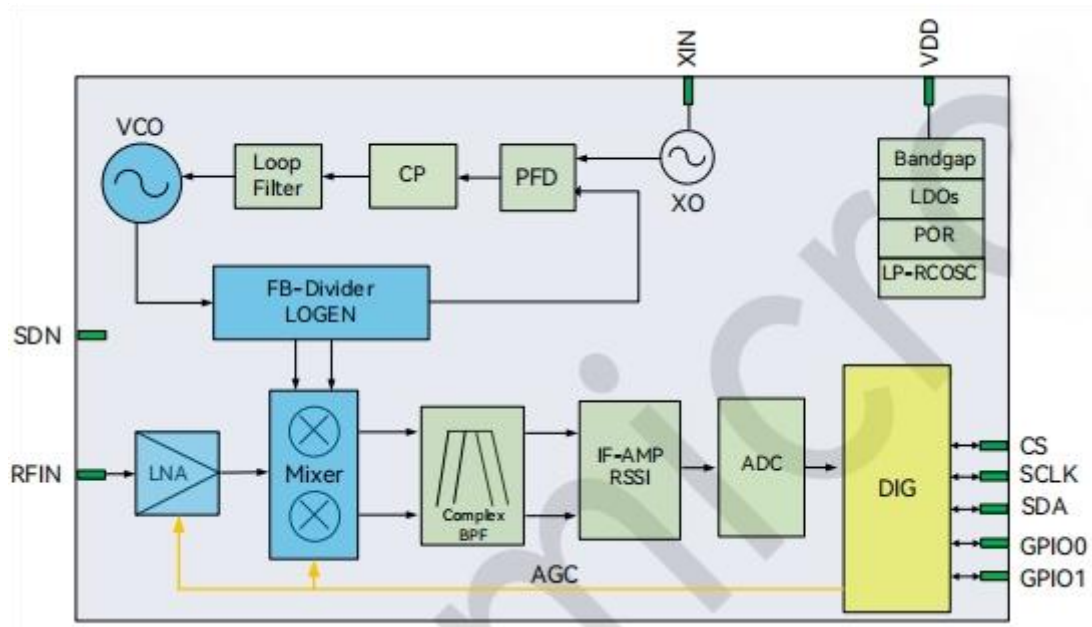 XIN
VDD
VCO
Loop
Filter
CP
PFD
XO
Bandgap
LDOs
POR
LP-RCOSC
FB-Divider
LOGEN
SDN
RFIN
LNA
Mixer
Complex
BPF
IF-AMP
RSSI
ADC
DIG
CS
SCLK
SDA
GPIO0
GPIO1
AGC
micro